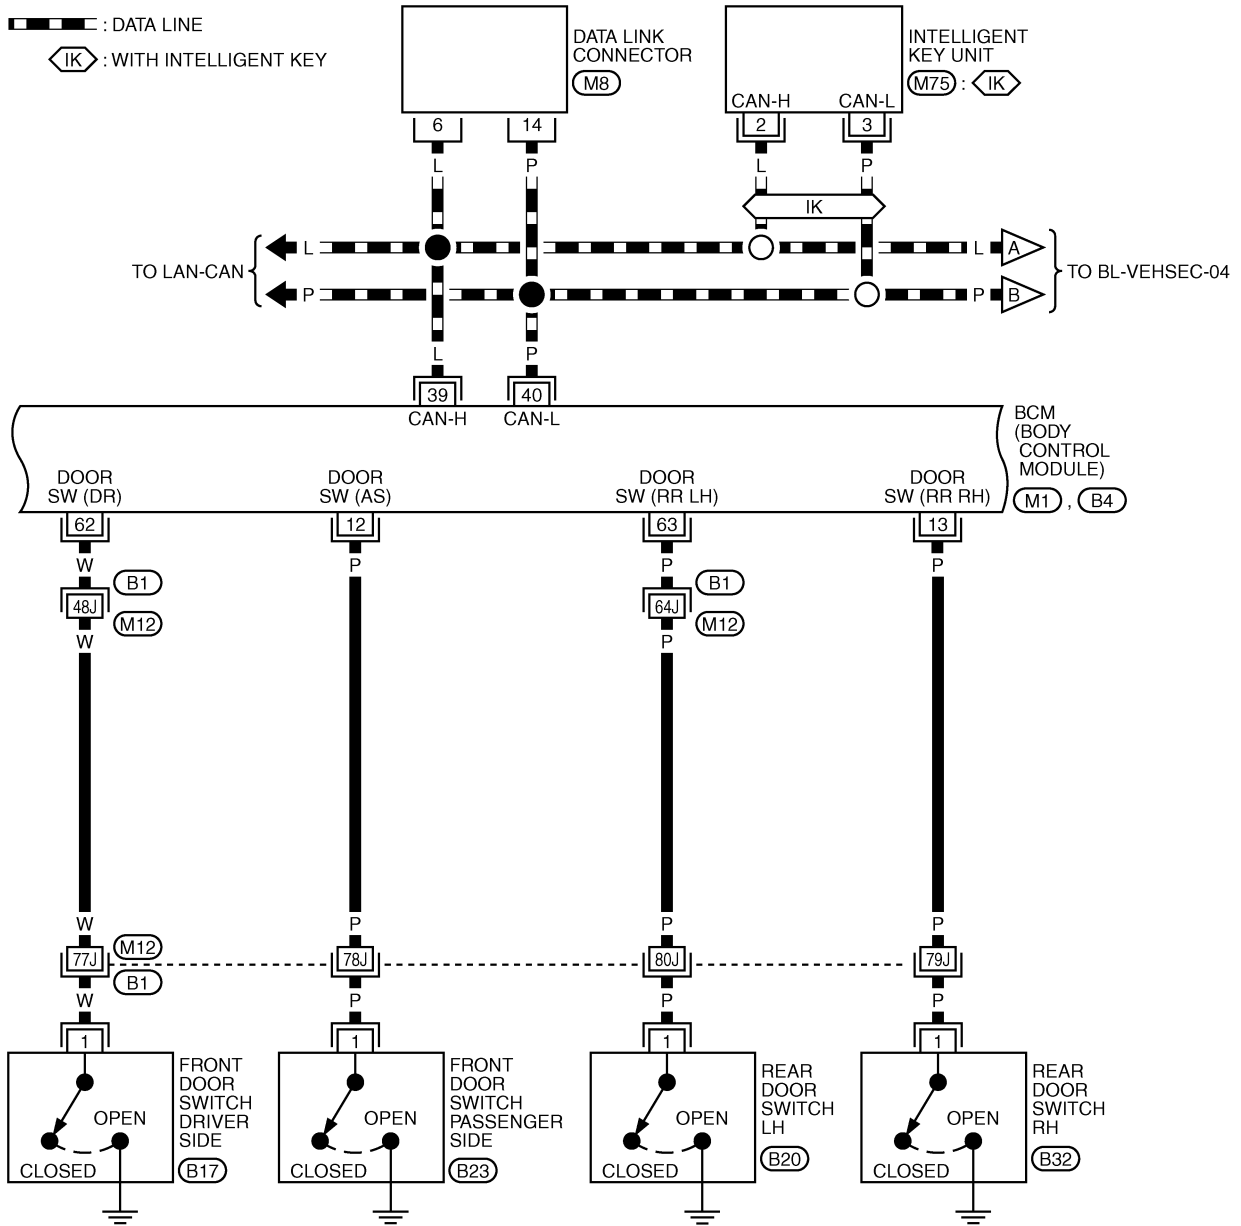 : DATA LINE
IK : WITH INTELLIGENT KEY
DATA LINK
CONNECTOR
M8
INTELLIGENT
KEY UNIT
M75 : IK
CAN-H CAN-L
6 14 2 3
L P L P
IK
L L A
TO LAN-CAN TO BL-VEHSEC-04
P P B
L P
39 40
CAN-H CAN-L
BCM
(BODY
CONTROL
MODULE)
M1 , B4
DOOR
SW (DR)
DOOR
SW (AS)
DOOR
SW (RR LH)
DOOR
SW (RR RH)
62 12 63 13
W P P P
B1 B1
48J 64J
M12 M12
W P
W P P P
M12
77J 78J 80J 79J
B1
W P P P
1 1 1 1
FRONT
DOOR
SWITCH
DRIVER
SIDE
B17
OPEN
CLOSED
FRONT
DOOR
SWITCH
PASSENGER
SIDE
B23
OPEN
CLOSED
REAR
DOOR
SWITCH
LH
B20
OPEN
CLOSED
REAR
DOOR
SWITCH
RH
B32
OPEN
CLOSED